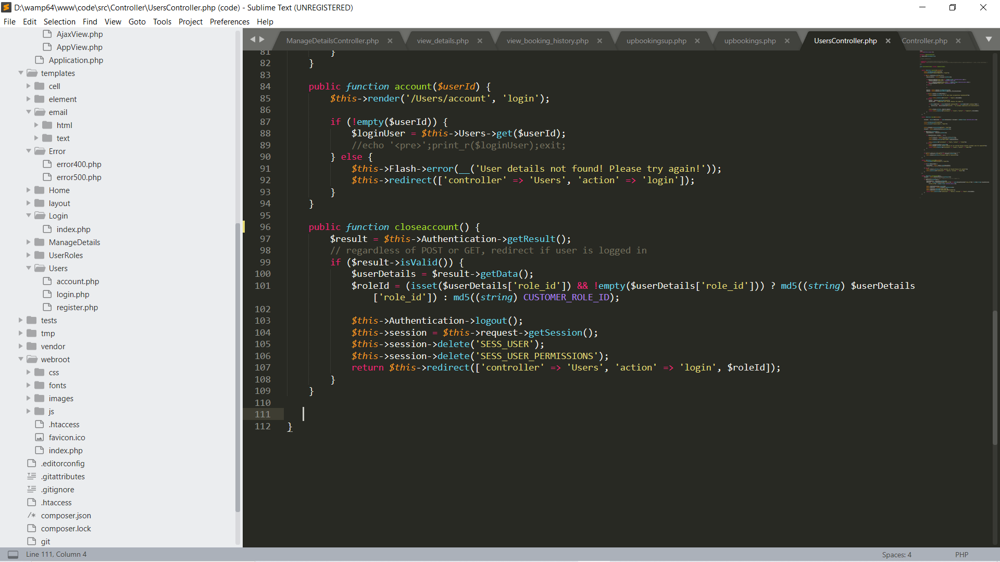 D:\wamp64\www\code\src\Controller\UsersController.php (code) - Sublime Text (UNREGISTERED)
File Edit Selection Find View Goto Tools Project Preferences Help
AjaxView.php
AppView.php
Application.php
templates
cell
element
email
html
text
Error
error400.php
error500.php
Home
layout
Login
index.php
ManageDetails
UserRoles
Users
account.php
login.php
register.php
tests
tmp
vendor
webroot
css
fonts
images
js
.htaccess
favicon.ico
index.php
.editorconfig
.gitattributes
.gitignore
.htaccess
/* composer.json
composer.lock
git
ManageDetailsController.php × view_details.php × view_booking_history.php × upbookingsup.php × upbookings.php × UsersController.php × Controller.php ×
81 }
82 }
83
84 public function account($userId) {
85 $this->render('/Users/account', 'login');
86
87 if (!empty($userId)) {
88 $loginUser = $this->Users->get($userId);
89 //echo '<pre>';print_r($loginUser);exit;
90 } else {
91 $this->Flash->error(__('User details not found! Please try again!'));
92 $this->redirect(['controller' => 'Users', 'action' => 'login']);
93 }
94 }
95
96 public function closeaccount() {
97 $result = $this->Authentication->getResult();
98 // regardless of POST or GET, redirect if user is logged in
99 if ($result->isValid()) {
100 $userDetails = $result->getData();
101 $roleId = (isset($userDetails['role_id']) && !empty($userDetails['role_id'])) ? md5((string) $userDetails
['role_id']) : md5((string) CUSTOMER_ROLE_ID);
102
103 $this->Authentication->logout();
104 $this->session = $this->request->getSession();
105 $this->session->delete('SESS_USER');
106 $this->session->delete('SESS_USER_PERMISSIONS');
107 return $this->redirect(['controller' => 'Users', 'action' => 'login', $roleId]);
108 }
109 }
110
111
112 }
Line 111, Column 4
Spaces: 4
PHP